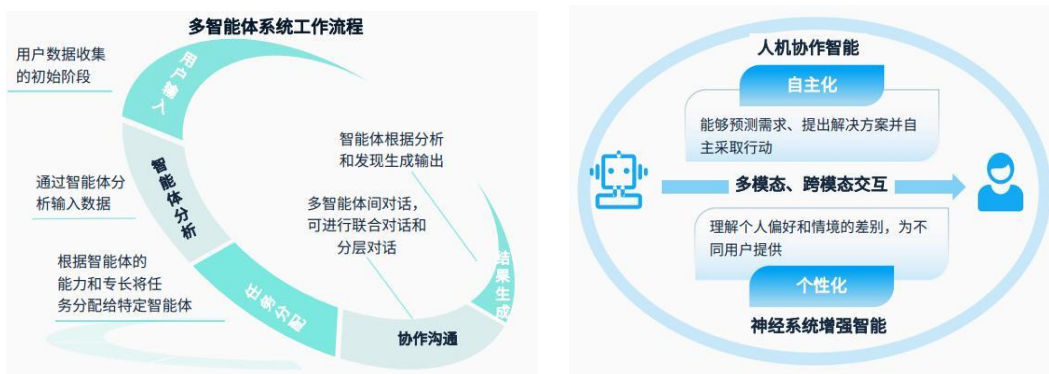 多智能体系统工作流程
用户数据收集
的初始阶段
用户输入
智能体根据分析
和发现生成输出
智能体分析
通过智能体分
析输入数据
多智能体间对话，
可进行联合对话和
分层对话
根据智能体的
能力和专长将任
务分配给特定智能体
任务分配
结果生成
协作沟通
人机协作智能
自主化
能够预测需求、提出解决方案并自
主采取行动
多模态、跨模态交互
理解个人偏好和情境的差别，为不
同用户提供
个性化
神经系统增强智能